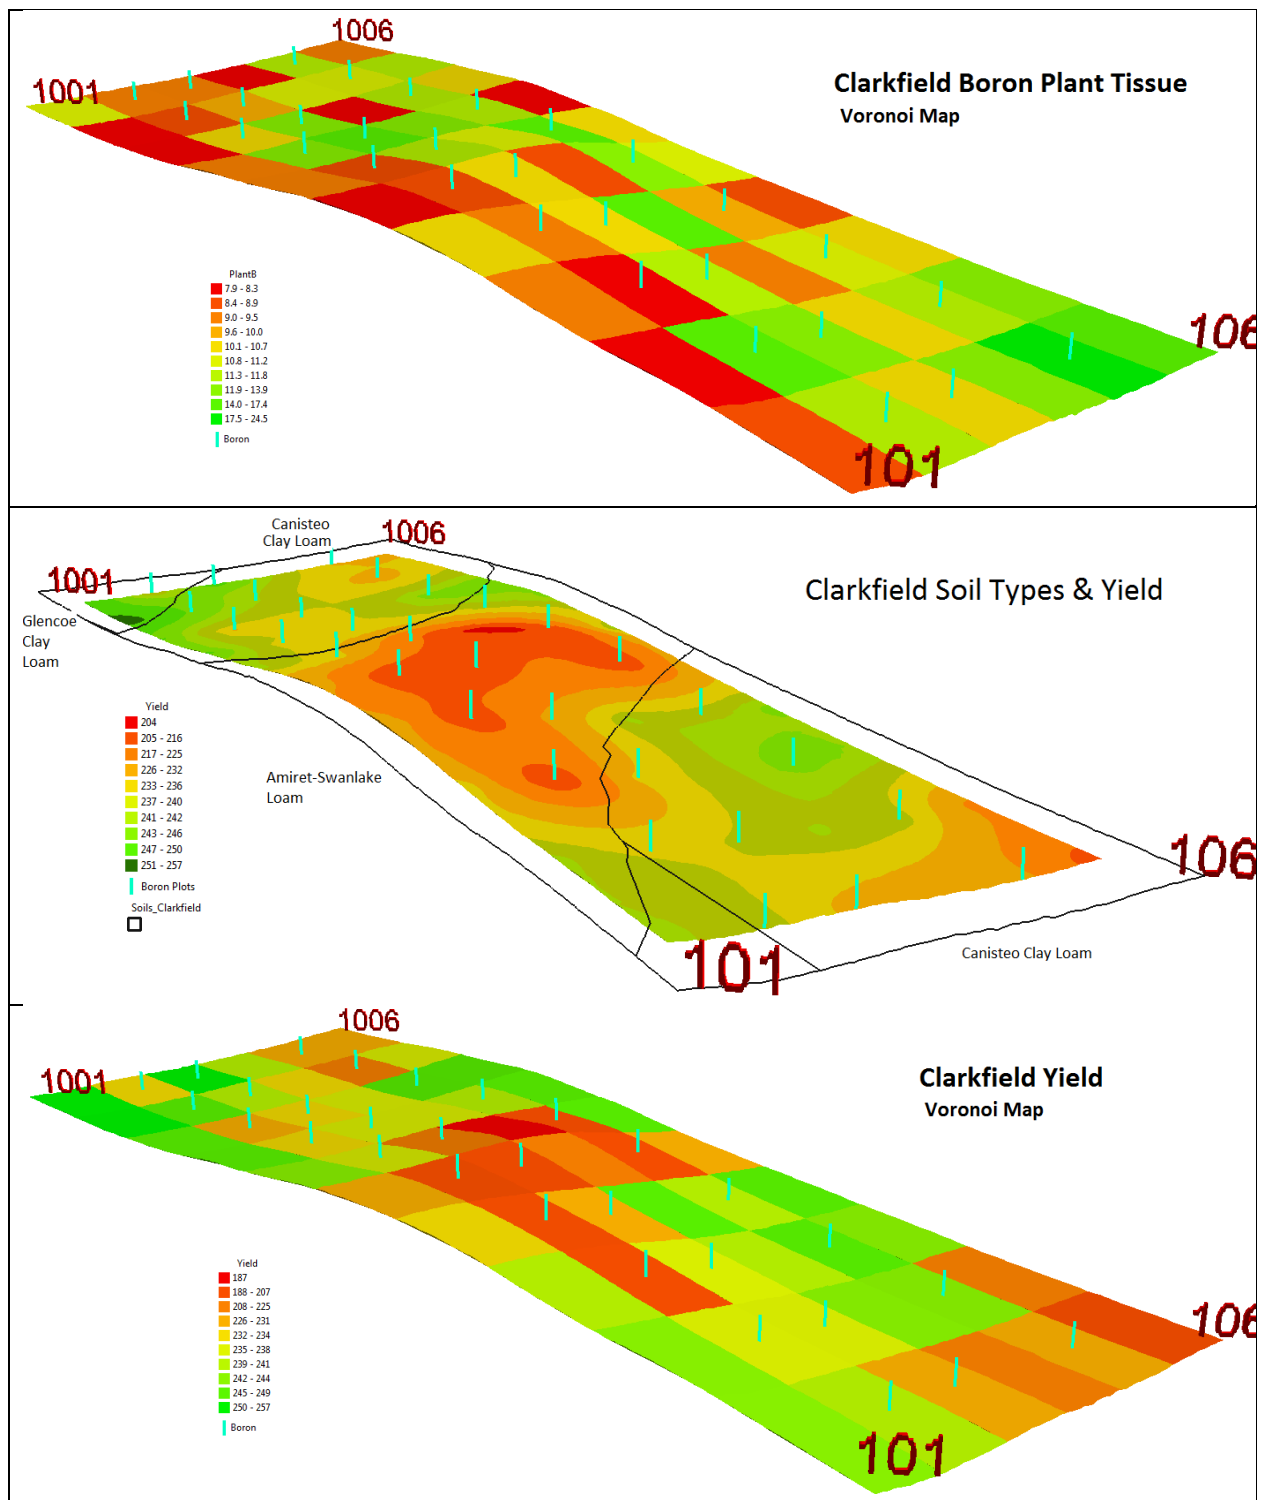 1006
1001
Clarkfield Boron Plant Tissue
Voronoi Map
PlantB
7.9 - 8.3
8.4 - 8.9
9.0 - 9.5
9.6 - 10.0
10.1 - 10.7
10.8 - 11.2
11.3 - 11.8
11.9 - 13.9
14.0 - 17.4
17.5 - 24.5
Boron
106
101
Canisteo
Clay Loam
1006
1001
Clarkfield Soil Types & Yield
Glencoe
Clay
Loam
Yield
204
205 - 216
217 - 225
226 - 232
233 - 236
237 - 240
241 - 242
243 - 246
247 - 250
251 - 257
Boron Plots
Soils_Clarkfield
Amiret-Swanlake
Loam
106
101
Canisteo Clay Loam
1006
1001
Clarkfield Yield
Voronoi Map
Yield
187
188 - 207
208 - 225
226 - 231
232 - 234
235 - 238
239 - 241
242 - 244
245 - 249
250 - 257
Boron
106
101